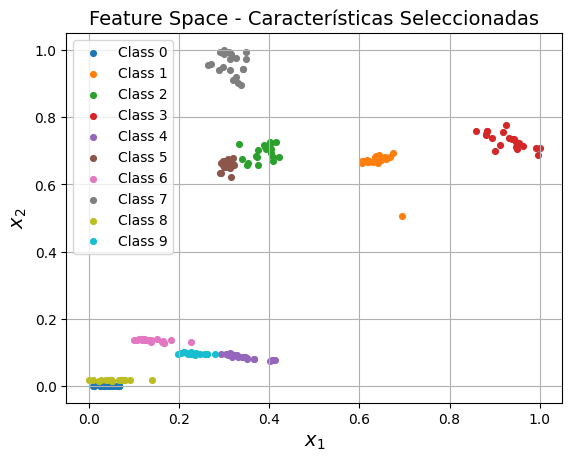 Feature Space - Características Seleccionadas
1.0
0.8
0.6
0.4
0.2
0.0
x2
Class 0
Class 1
Class 2
Class 3
Class 4
Class 5
Class 6
Class 7
Class 8
Class 9
0.0 0.2 0.4 0.6 0.8 1.0
x1